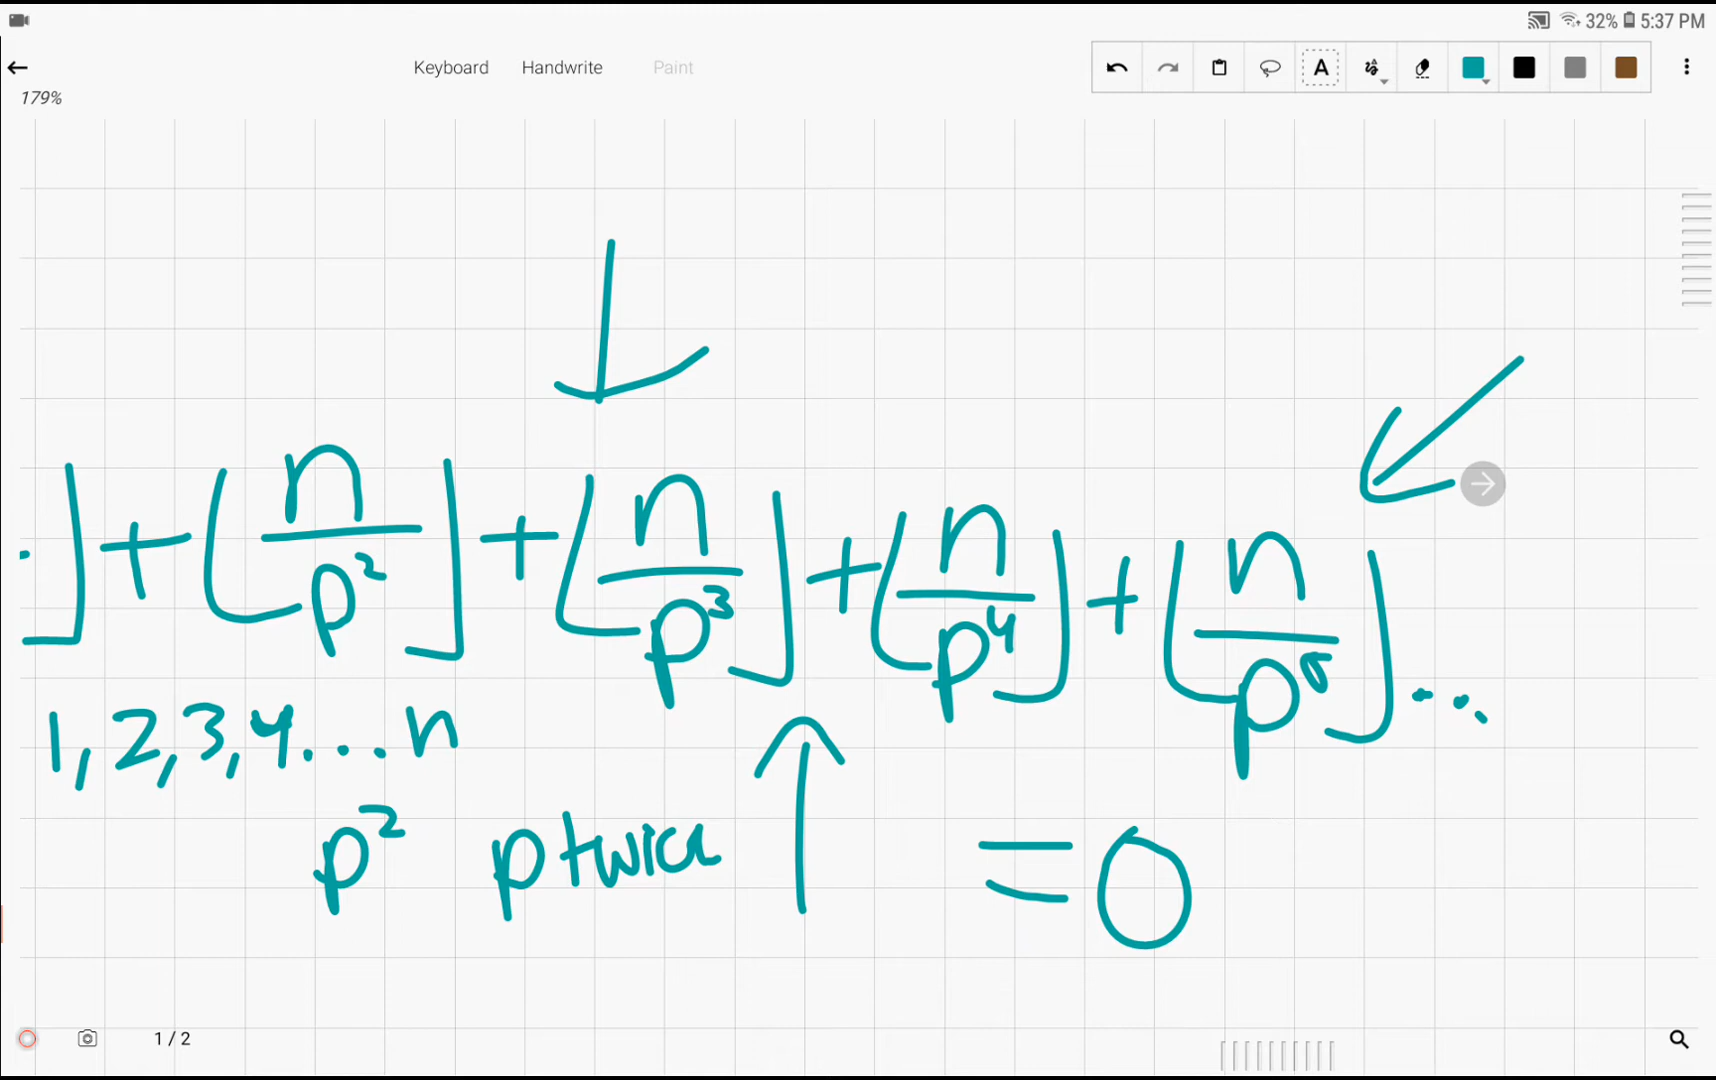 32% 5:37 PM
Keyboard Handwrite Paint A
179%
⌋ + ⌊n/p²⌋ + ⌊n/p³⌋ + ⌊n/p⁴⌋ + ⌊n/p⁵⌋ ...
1, 2, 3, 4 ... n
p² p twice = 0
1 / 2